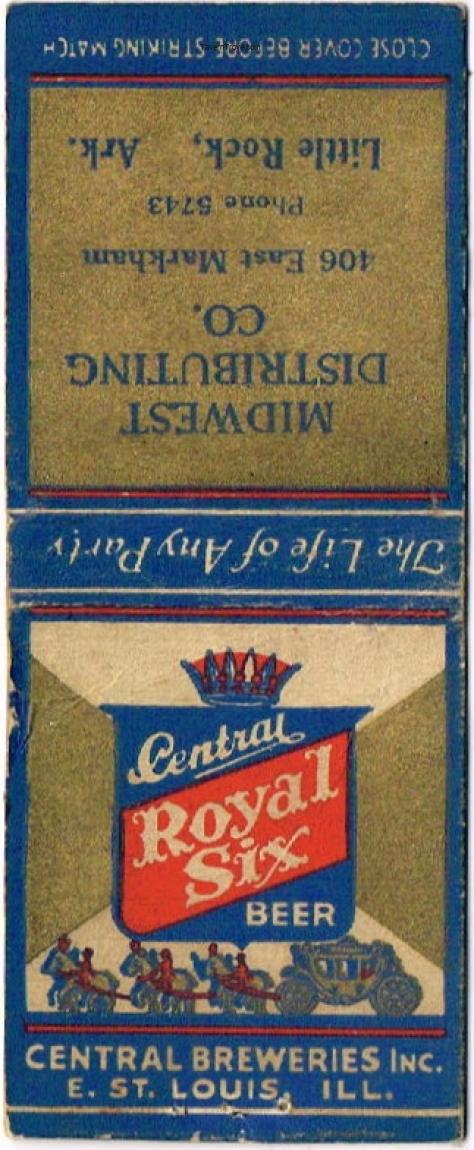 CLOSE COVER BEFORE STRIKING MATCH
Little Rock, Ark.
Phone 5743
406 East Markham
MIDWEST
DISTRIBUTING
CO.
The Life of Any Party
Central
Royal
Six
BEER
CENTRAL BREWERIES INC.
E. ST. LOUIS, ILL.